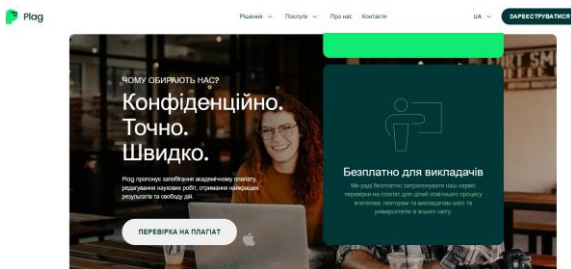 Plag
Рішення
Послуги
Про нас
Контакти
UA
ЗАРЕЄСТРУВАТИСЯ
ЧОМУ ОБИРАЮТЬ НАС?
Конфіденційно.
Точно.
Швидко.
Plag пропонує запобігання академічному плагіату,
редагування наукових робіт, отримання найкращих
результатів та свободу дій.
ПЕРЕВІРКА НА ПЛАГІАТ
Безплатно для викладачів
Ми раді безплатно запропонувати наш сервіс
перевірки на плагіат для цілей освітнього процесу
вчителям, лекторам та викладачам шкіл та
університетів зі всього світу.